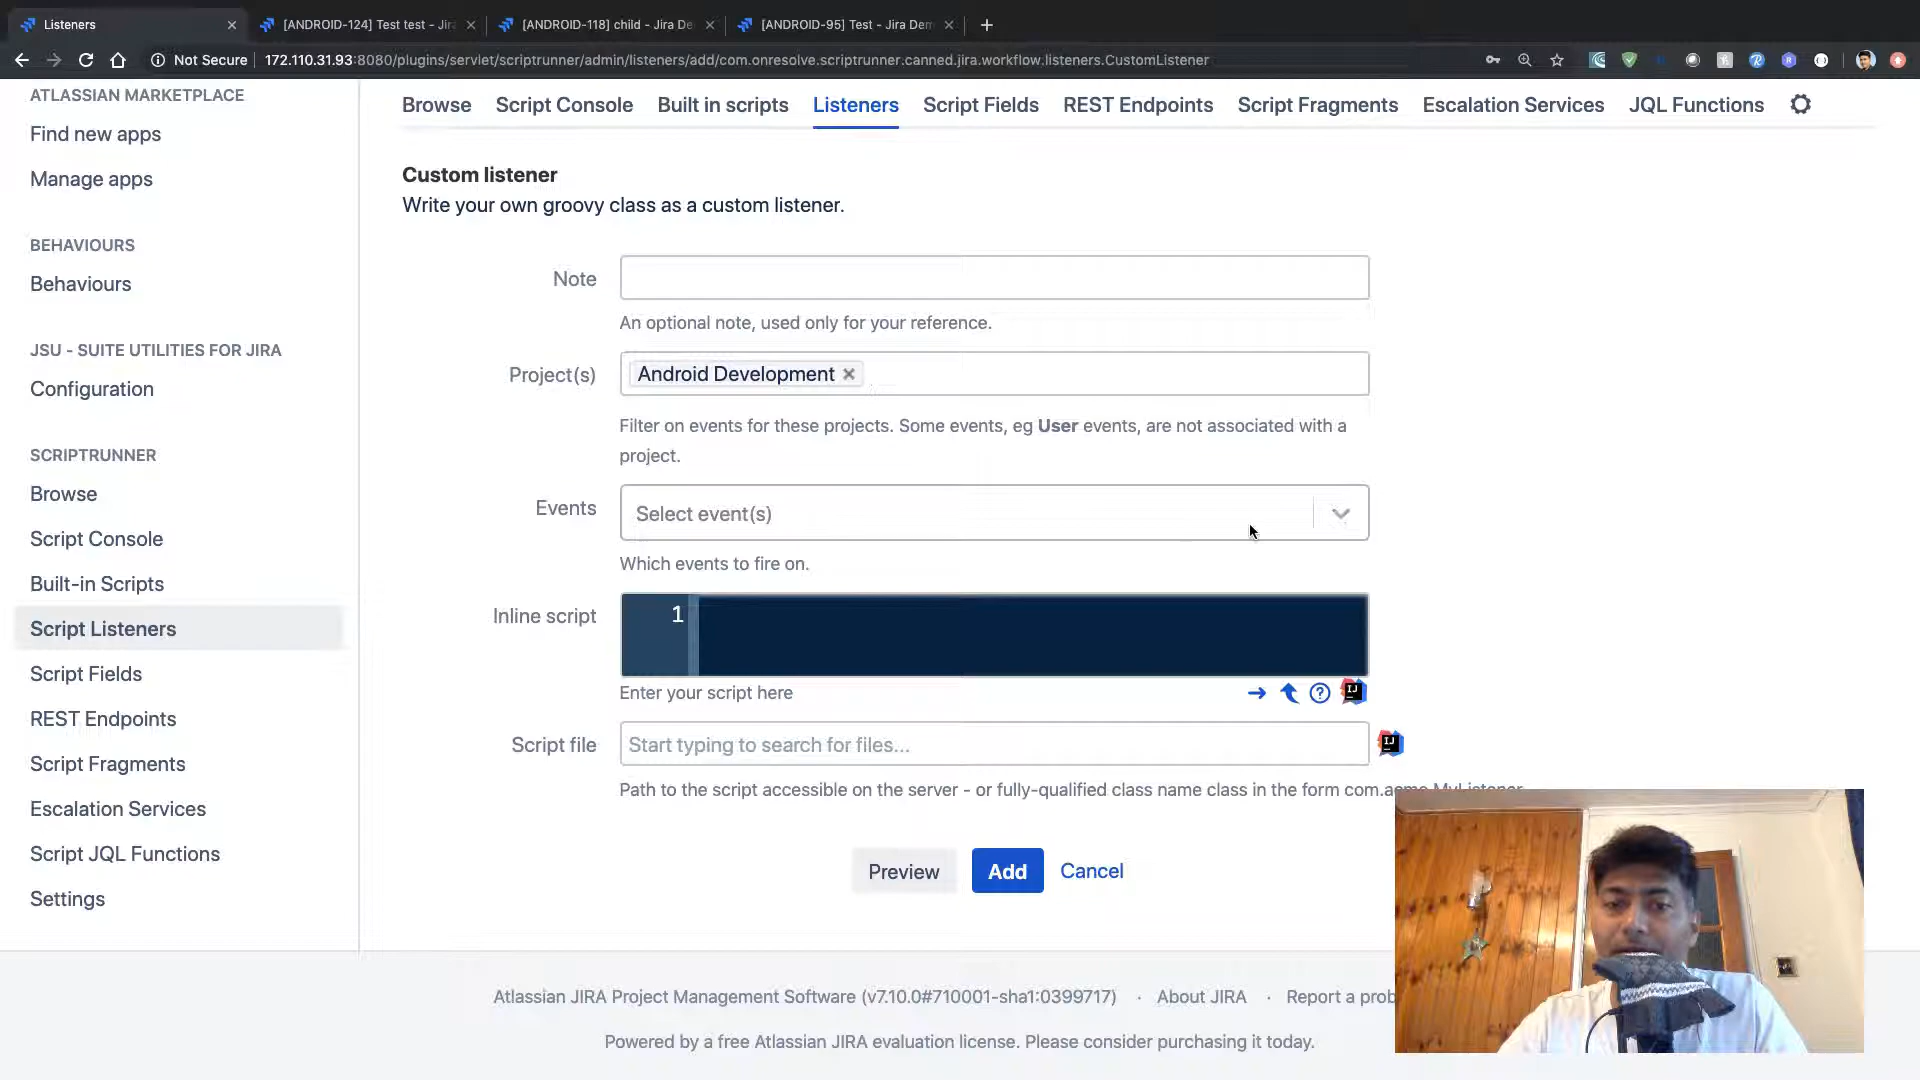 Listeners
[ANDROID-124] Test test - Jir
[ANDROID-118] child - Jira De
[ANDROID-95] Test - Jira Dem
Not Secure
172.110.31.93:8080/plugins/servlet/scriptrunner/admin/listeners/add/com.onresolve.scriptrunner.canned.jira.workflow.listeners.CustomListener
ATLASSIAN MARKETPLACE
Find new apps
Manage apps
BEHAVIOURS
Behaviours
JSU - SUITE UTILITIES FOR JIRA
Configuration
SCRIPTRUNNER
Browse
Script Console
Built-in Scripts
Script Listeners
Script Fields
REST Endpoints
Script Fragments
Escalation Services
Script JQL Functions
Settings
Browse Script Console Built in scripts Listeners Script Fields REST Endpoints Script Fragments Escalation Services JQL Functions
Custom listener
Write your own groovy class as a custom listener.
Note
An optional note, used only for your reference.
Project(s)
Android Development
Filter on events for these projects. Some events, eg User events, are not associated with a
project.
Events
Select event(s)
Which events to fire on.
Inline script
1
Enter your script here
IJ
Script file
Start typing to search for files...
IJ
Path to the script accessible on the server - or fully-qualified class name class in the form com.acme.MyListener
Preview
Add
Cancel
Atlassian JIRA Project Management Software (v7.10.0#710001-sha1:0399717) · About JIRA · Report a prob
Powered by a free Atlassian JIRA evaluation license. Please consider purchasing it today.